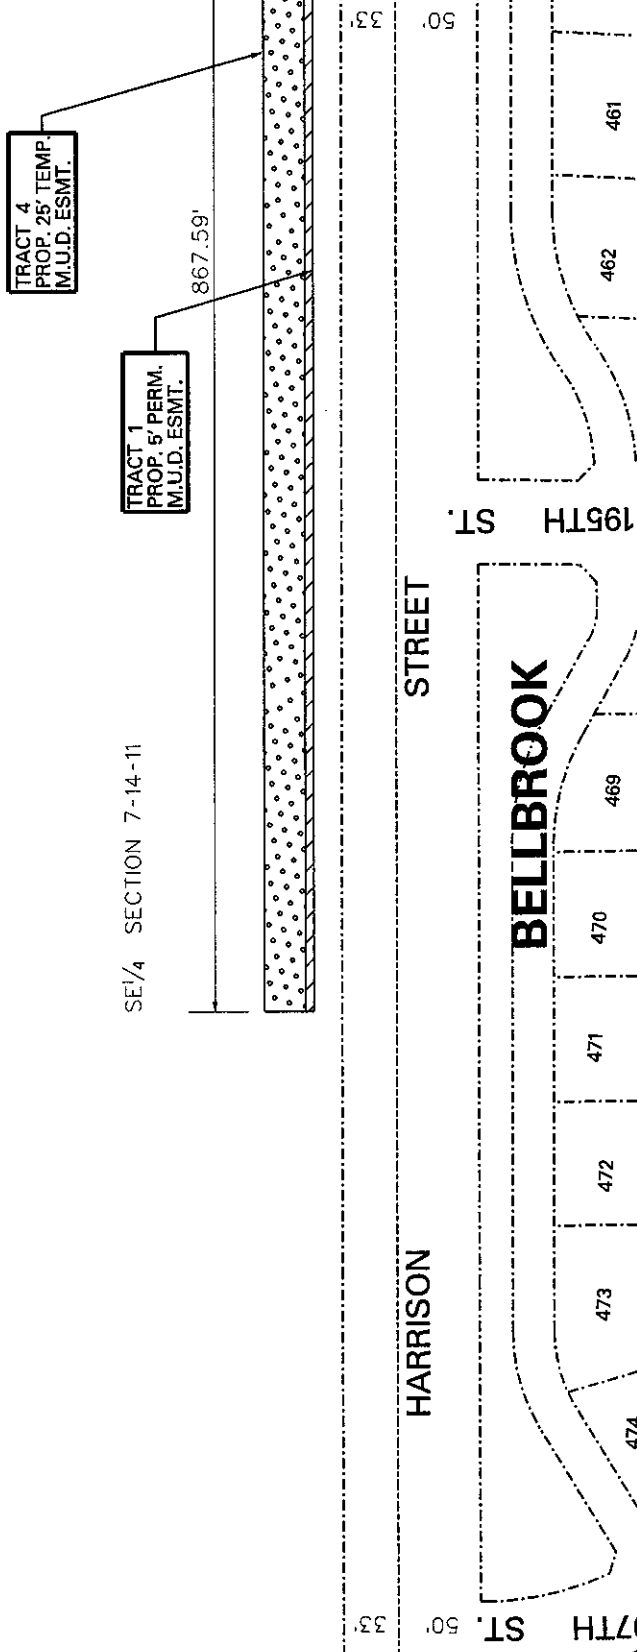 TRACT 4
PROP. 25' TEMP.
M.U.D. ESMT.
867.59'
TRACT 1
PROP. 5' PERM.
M.U.D. ESMT.
SE1/4 SECTION 7-14-11
33'
50'
HARRISON STREET
195TH ST.
BELLBROOK
461
462
469
470
471
472
473
474
33'
50'
7TH ST.